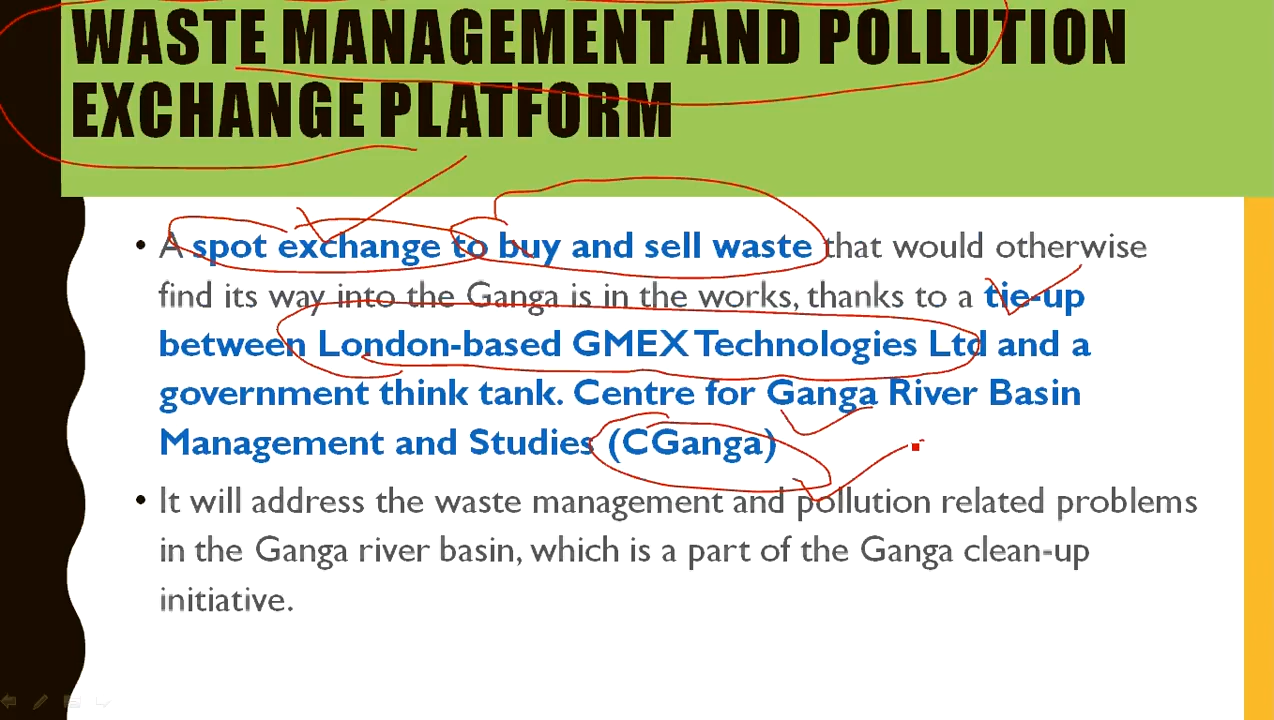 WASTE MANAGEMENT AND POLLUTION
EXCHANGE PLATFORM
• A spot exchange to buy and sell waste that would otherwise
find its way into the Ganga is in the works, thanks to a tie-up
between London-based GMEX Technologies Ltd and a
government think tank. Centre for Ganga River Basin
Management and Studies (CGanga)
• It will address the waste management and pollution related problems
in the Ganga river basin, which is a part of the Ganga clean-up
initiative.